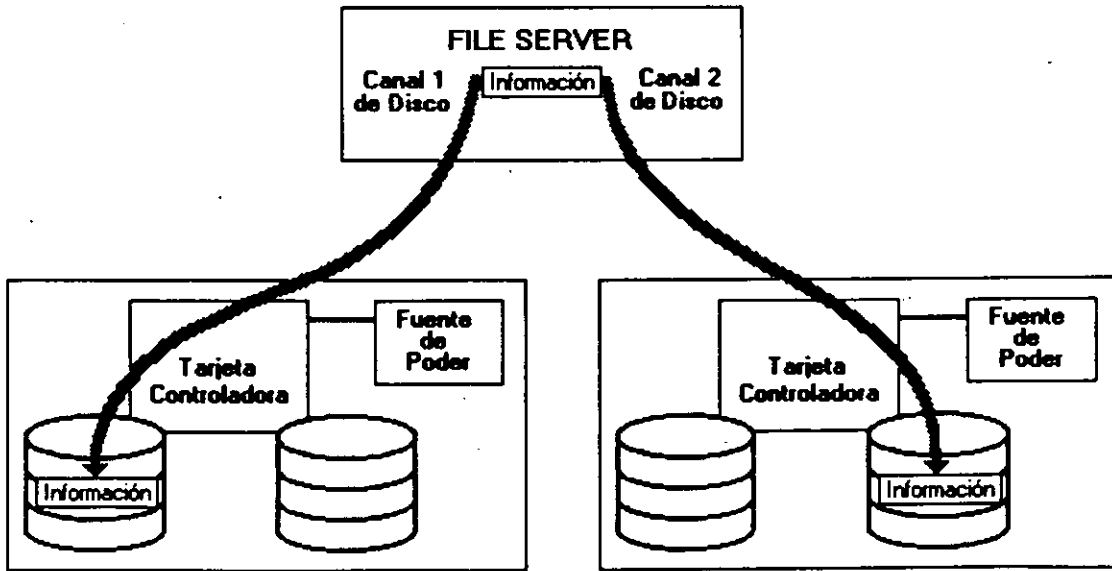 FILE SERVER
Canal 1
de Disco
Información
Canal 2
de Disco
Tarjeta
Controladora
Fuente
de
Poder
Información
Tarjeta
Controladora
Fuente
de
Poder
Información